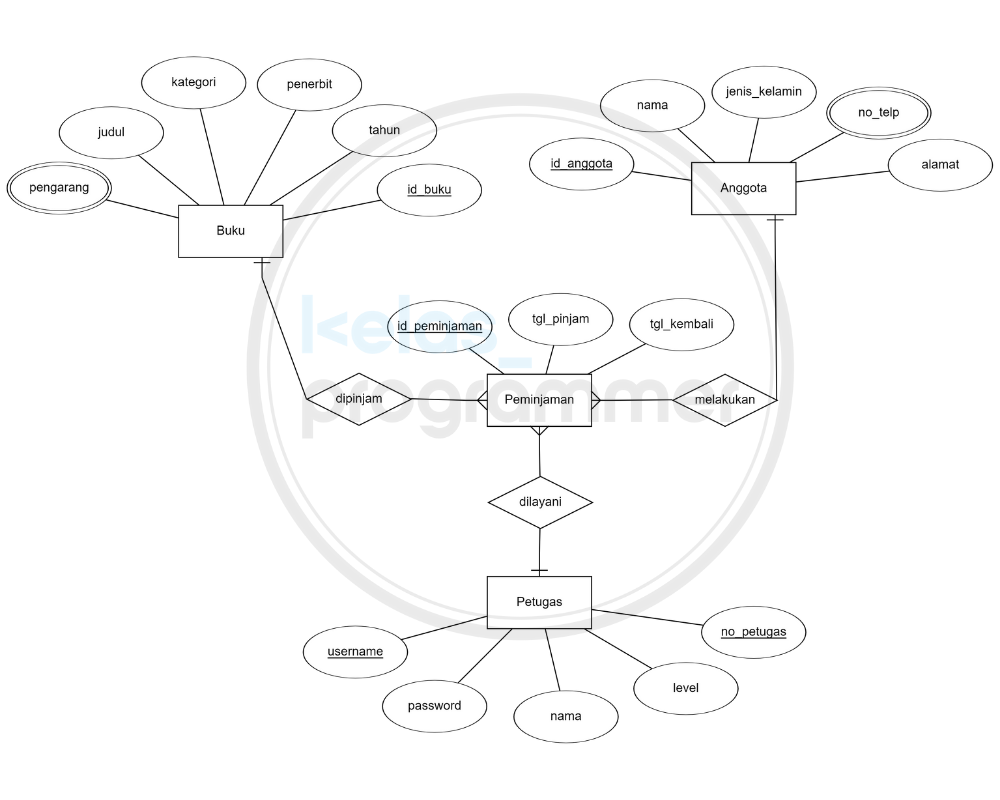 kategori
penerbit
judul
tahun
pengarang
id_buku
Buku
nama
jenis_kelamin
no_telp
id_anggota
alamat
Anggota
kelas_
programmer
id_peminjaman
tgl_pinjam
tgl_kembali
dipinjam
Peminjaman
melakukan
dilayani
Petugas
username
password
nama
level
no_petugas